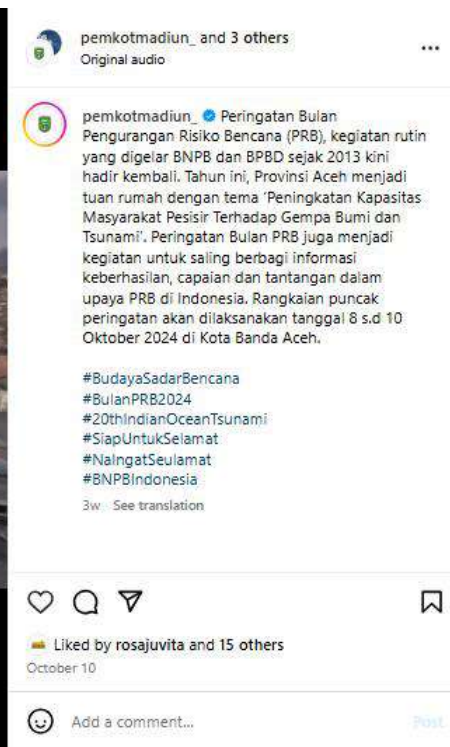 pemkotmadiun_ and 3 others
Original audio
pemkotmadiun_ Peringatan Bulan
Pengurangan Risiko Bencana (PRB), kegiatan rutin
yang digelar BNPB dan BPBD sejak 2013 kini
hadir kembali. Tahun ini, Provinsi Aceh menjadi
tuan rumah dengan tema 'Peningkatan Kapasitas
Masyarakat Pesisir Terhadap Gempa Bumi dan
Tsunami'. Peringatan Bulan PRB juga menjadi
kegiatan untuk saling berbagi informasi
keberhasilan, capaian dan tantangan dalam
upaya PRB di Indonesia. Rangkaian puncak
peringatan akan dilaksanakan tanggal 8 s.d 10
Oktober 2024 di Kota Banda Aceh.
#BudayaSadarBencana
#BulanPRB2024
#20thIndianOceanTsunami
#SiapUntukSelamat
#NaIngatSeulamat
#BNPBIndonesia
3w See translation
Liked by rosajuvita and 15 others
October 10
Add a comment... Post